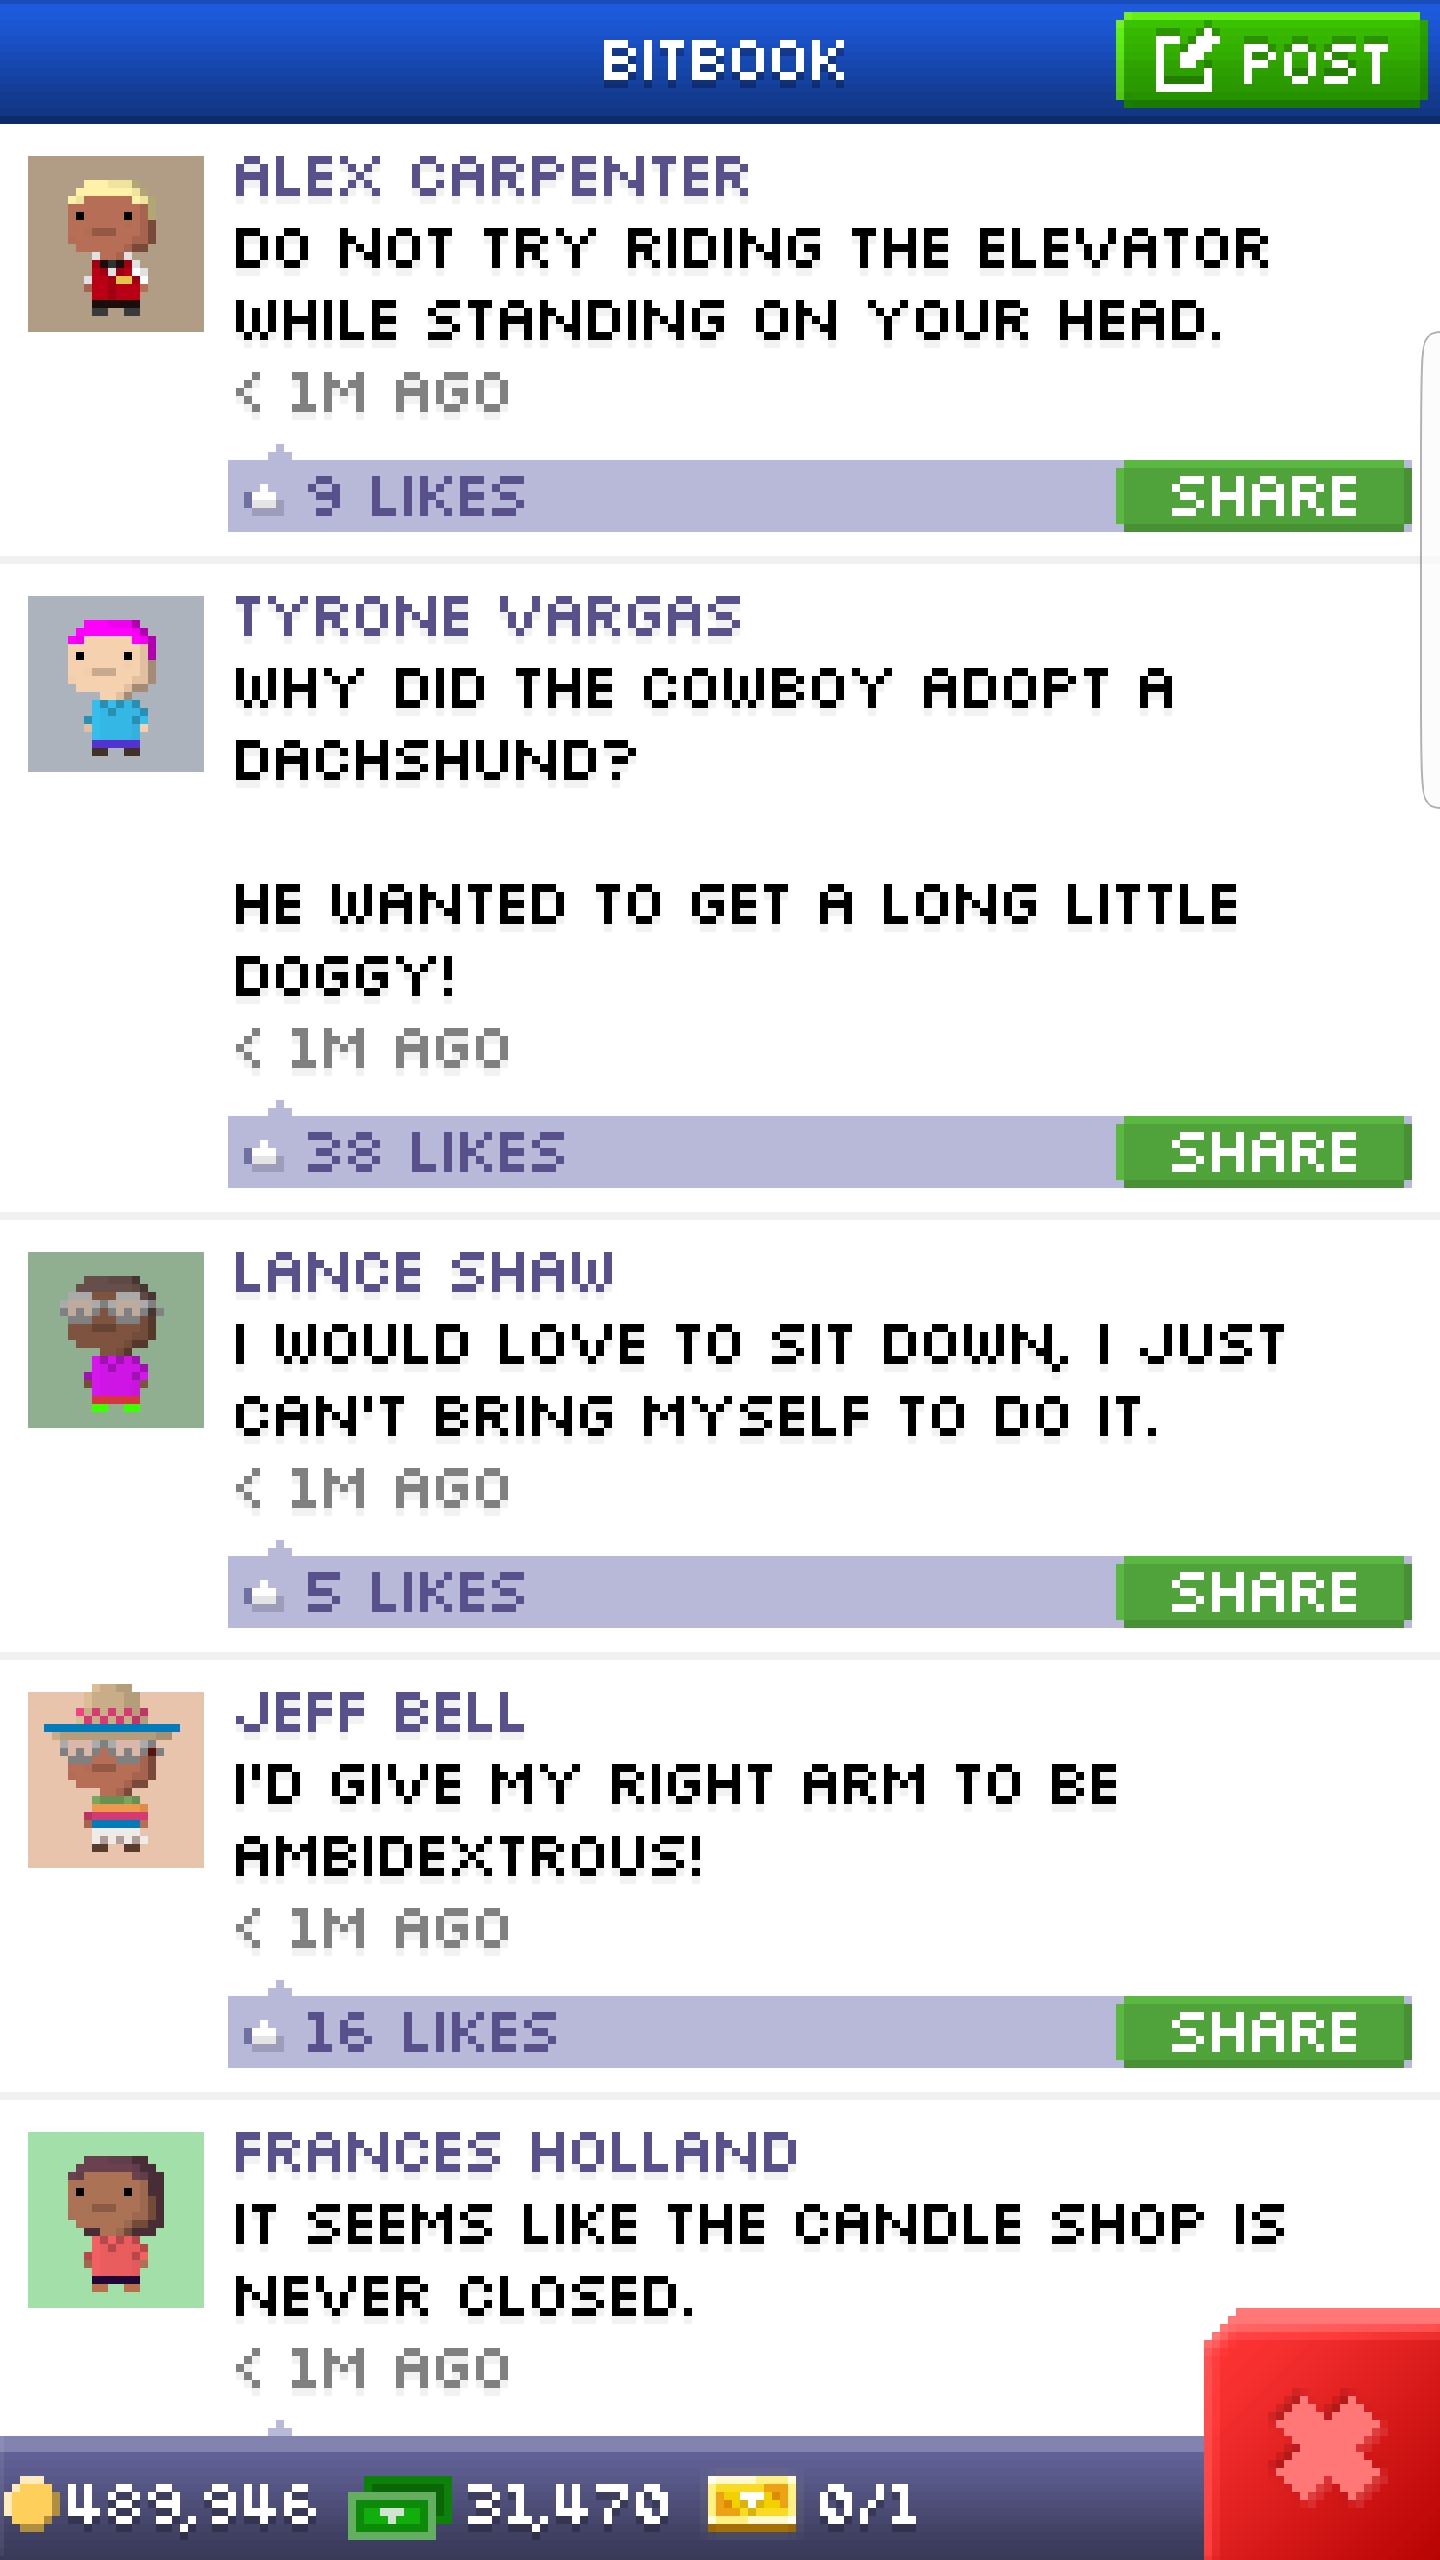 BITBOOK
POST
ALEX CARPENTER
DO NOT TRY RIDING THE ELEVATOR
WHILE STANDING ON YOUR HEAD.
< 1M AGO
9 LIKES
SHARE
TYRONE VARGAS
WHY DID THE COWBOY ADOPT A
DACHSHUND?
HE WANTED TO GET A LONG LITTLE
DOGGY!
< 1M AGO
38 LIKES
SHARE
LANCE SHAW
I WOULD LOVE TO SIT DOWN, I JUST
CAN'T BRING MYSELF TO DO IT.
< 1M AGO
5 LIKES
SHARE
JEFF BELL
I'D GIVE MY RIGHT ARM TO BE
AMBIDEXTROUS!
< 1M AGO
16 LIKES
SHARE
FRANCES HOLLAND
IT SEEMS LIKE THE CANDLE SHOP IS
NEVER CLOSED.
< 1M AGO
489,946 31,470 0/1